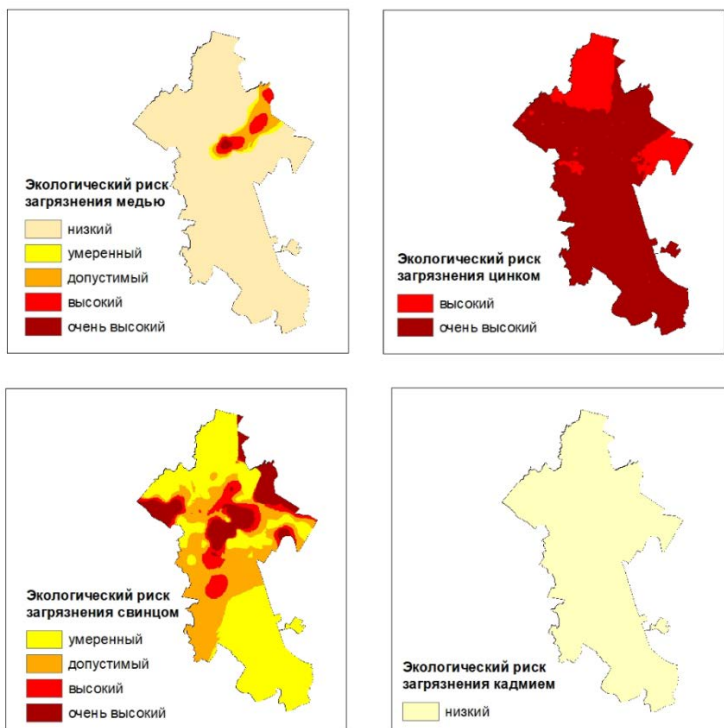 Экологический риск
загрязнения медью
низкий
умеренный
допустимый
высокий
очень высокий
Экологический риск
загрязнения цинком
высокий
очень высокий
Экологический риск
загрязнения свинцом
умеренный
допустимый
высокий
очень высокий
Экологический риск
загрязнения кадмием
низкий